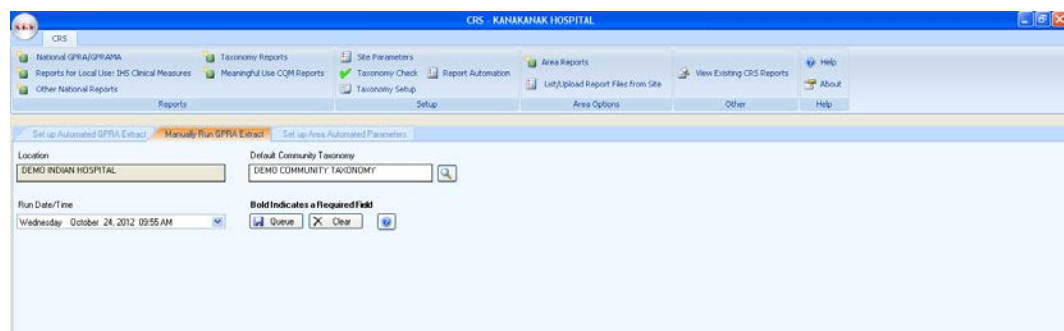 CRS - KANAKANAK HOSPITAL
CRS
National GPRA/GPRAMA
Reports for Local Use: IHS Clinical Measures
Other National Reports
Taxonomy Reports
Meaningful Use CQM Reports
Reports
Site Parameters
Taxonomy Check
Report Automation
Taxonomy Setup
Setup
Area Reports
List/Upload Report Files from Site
Area Options
View Existing CRS Reports
Other
Help
About
Help
Set up Automated GPRA Extract
Manually Run GPRA Extract
Set up Area Automated Parameters
Location
Default Community Taxonomy
DEMO INDIAN HOSPITAL
DEMO COMMUNITY TAXONOMY
Run Date/Time
Bold Indicates a Required Field
Wednesday October 24, 2012 09:55 AM
Queue
Clear